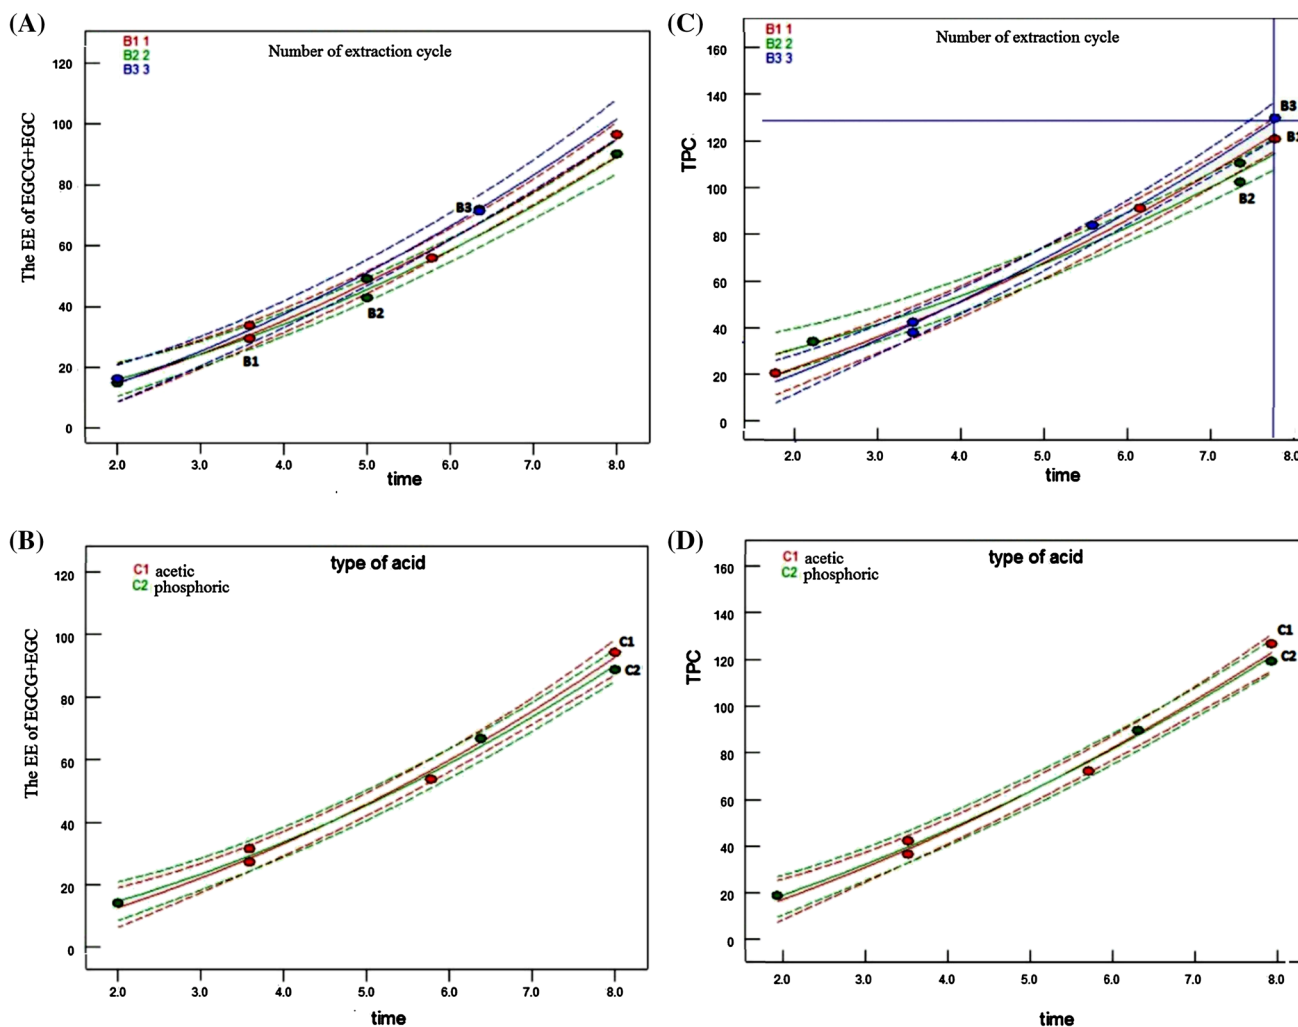 (A)
B1 1
B2 2
B3 3
Number of extraction cycle
The EE of EGCG+EGC
120
100
80
60
40
20
0
B3
B2
B1
2.0 3.0 4.0 5.0 6.0 7.0 8.0
time
(C)
B1 1
B2 2
B3 3
Number of extraction cycle
TPC
160
140
120
100
80
60
40
20
0
B3
B1
B2
2.0 3.0 4.0 5.0 6.0 7.0 8.0
time
(B)
C1 acetic
C2 phosphoric
type of acid
The EE of EGCG+EGC
120
100
80
60
40
20
0
C1
C2
2.0 3.0 4.0 5.0 6.0 7.0 8.0
time
(D)
C1 acetic
C2 phosphoric
type of acid
TPC
160
140
120
100
80
60
40
20
0
C1
C2
2.0 3.0 4.0 5.0 6.0 7.0 8.0
time